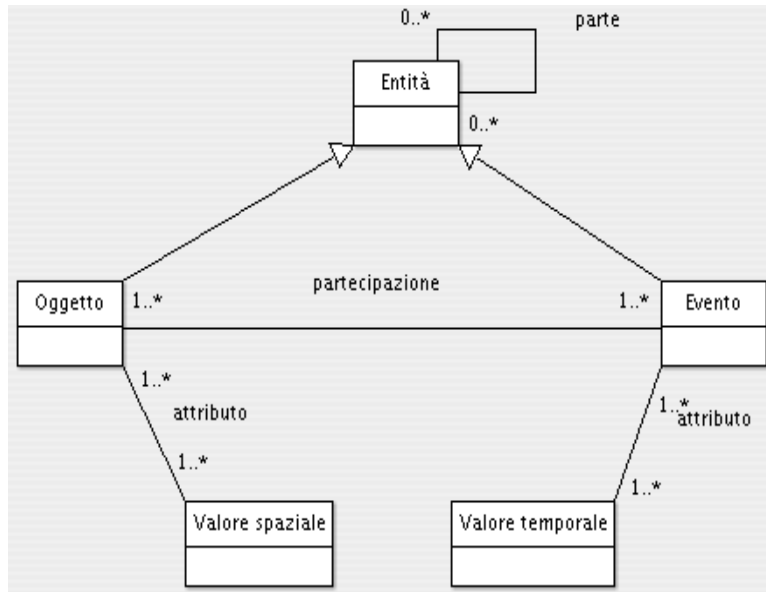 0..*
parte
Entità
0..*
partecipazione
Oggetto
1..*
1..*
Evento
1..*
attributo
1..*
attributo
1..*
1..*
Valore spaziale
Valore temporale